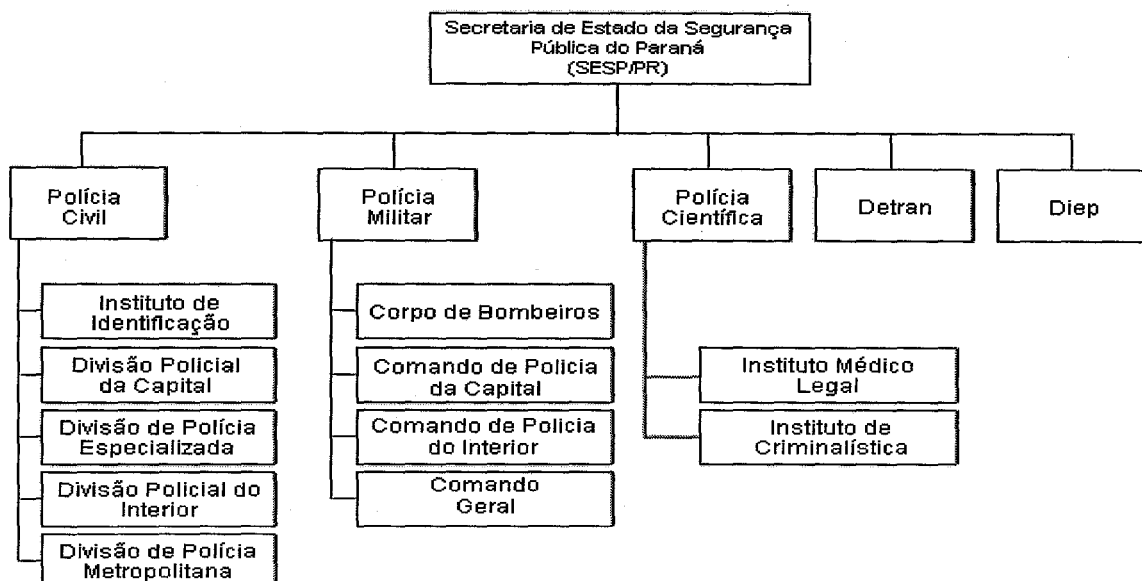 Secretaria de Estado da Segurança
Pública do Paraná
(SESP/PR)
Polícia
Civil
Polícia
Militar
Polícia
Científica
Detran
Diep
Instituto de
Identificação
Divisão Policial
da Capital
Divisão de Polícia
Especializada
Divisão Policial do
Interior
Divisão de Polícia
Metropolitana
Corpo de Bombeiros
Comando de Policia
da Capital
Comando de Policia
do Interior
Comando
Geral
Instituto Médico
Legal
Instituto de
Criminalística